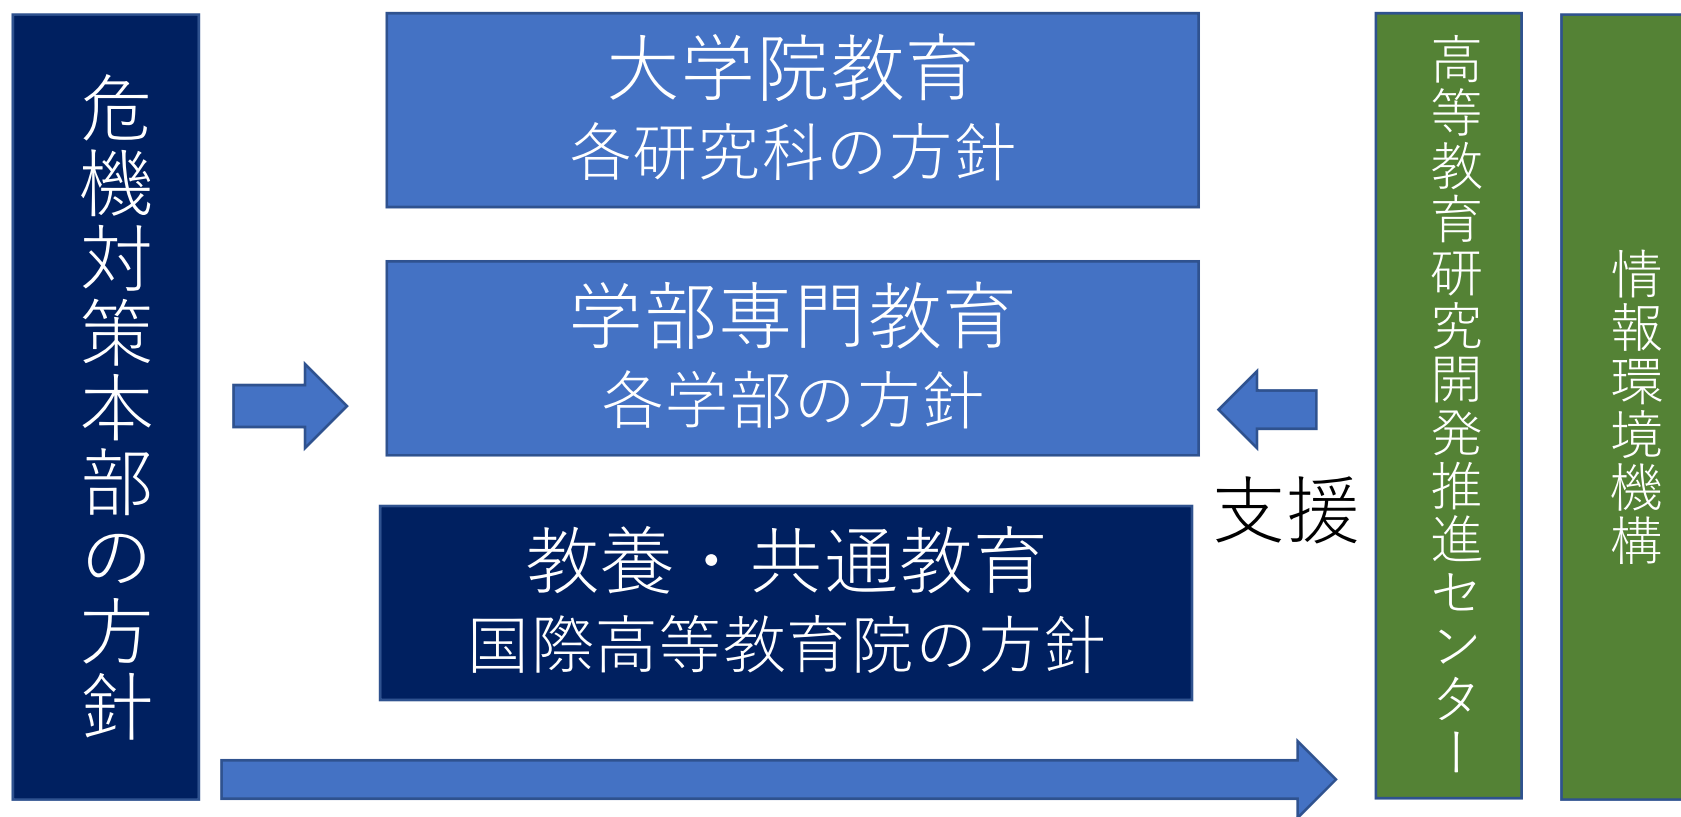 危機対策本部の方針
大学院教育
各研究科の方針
学部専門教育
各学部の方針
教養・共通教育
国際高等教育院の方針
支援
高等教育研究開発推進センター
情報環境機構